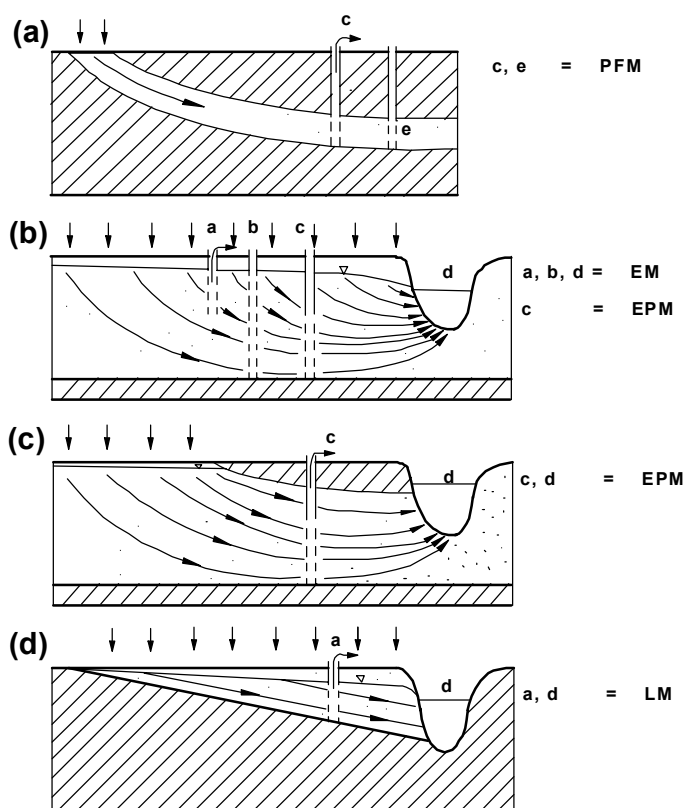 (a)
c
e
c, e = PFM
(b)
a b c
d
a, b, d = EM
c = EPM
(c)
c
d
c, d = EPM
(d)
a
d
a, d = LM